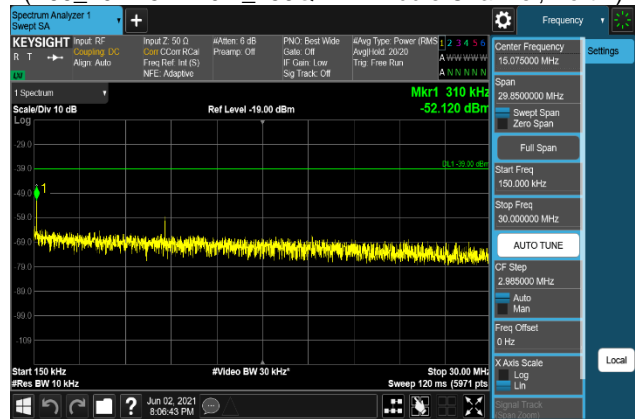 Spectrum Analyzer 1
Swept SA
Frequency
KEYSIGHT
R T
Input: RF
Coupling: DC
Align: Auto
Input Z: 50 Ω
Corr CCorr RCal
Freq Ref: Int (S)
NFE: Adaptive
#Atten: 6 dB
Preamp: Off
PNO: Best Wide
Gate: Off
IF Gain: Low
Sig Track: Off
#Avg Type: Power (RMS
Avg|Hold: 20/20
Trig: Free Run
1 2 3 4 5 6
A W W W W W
A N N N N N
LW
1 Spectrum
Scale/Div 10 dB
Log
Ref Level -19.00 dBm
Mkr1 310 kHz
-52.120 dBm
-29.0
-39.0
DL1 -39.00 dBm
-49.0
1
-59.0
-69.0
-79.0
-89.0
-99.0
-109
Start 150 kHz
#Res BW 10 kHz
#Video BW 30 kHz*
Stop 30.00 MHz
Sweep 120 ms (5971 pts
Jun 02, 2021
8:06:43 PM
Center Frequency
15.075000 MHz
Settings
Span
29.8500000 MHz
Swept Span
Zero Span
Full Span
Start Freq
150.000 kHz
Stop Freq
30.000000 MHz
AUTO TUNE
CF Step
2.985000 MHz
Auto
Man
Freq Offset
0 Hz
X Axis Scale
Log
Lin
Local
Signal Track
(Span Zoom)